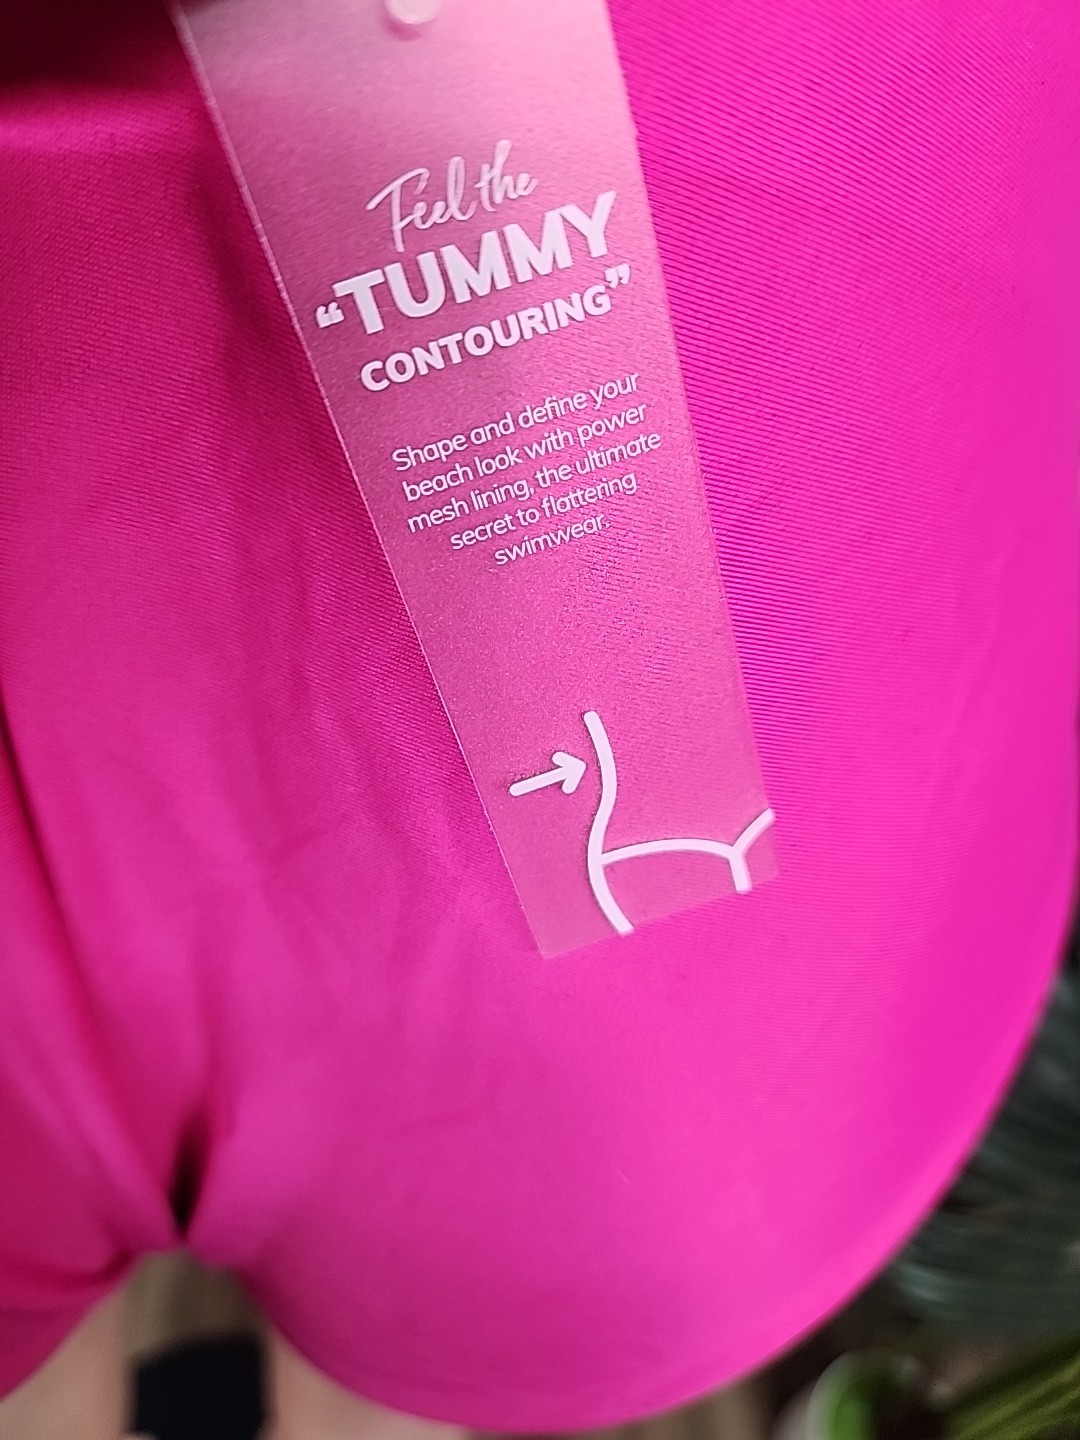 Feel the
“TUMMY
CONTOURING”
Shape and define your
beach look with power
mesh lining, the ultimate
secret to flattering
swimwear.